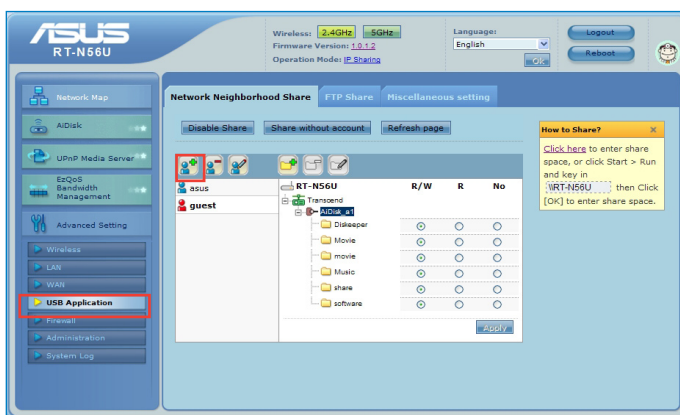 ASUS
RT-N56U
Wireless: 2.4GHz 5GHz
Firmware Version: 1.0.1.2
Operation Mode: IP Sharing
Language:
English
Ok
Logout
Reboot
Network Map
AiDisk
UPnP Media Server
EzQoS
Bandwidth
Management
Advanced Setting
Wireless
LAN
WAN
USB Application
Firewall
Administration
System Log
Network Neighborhood Share FTP Share Miscellaneous setting
Disable Share Share without account Refresh page
asus
guest
RT-N56U R/W R No
Transcend
AiDisk_a1
Diskeeper
Movie
movie
Music
share
software
Apply
How to Share? ×
Click here to enter share
space, or click Start > Run
and key in
\\RT-N56U then Click
[OK] to enter share space.